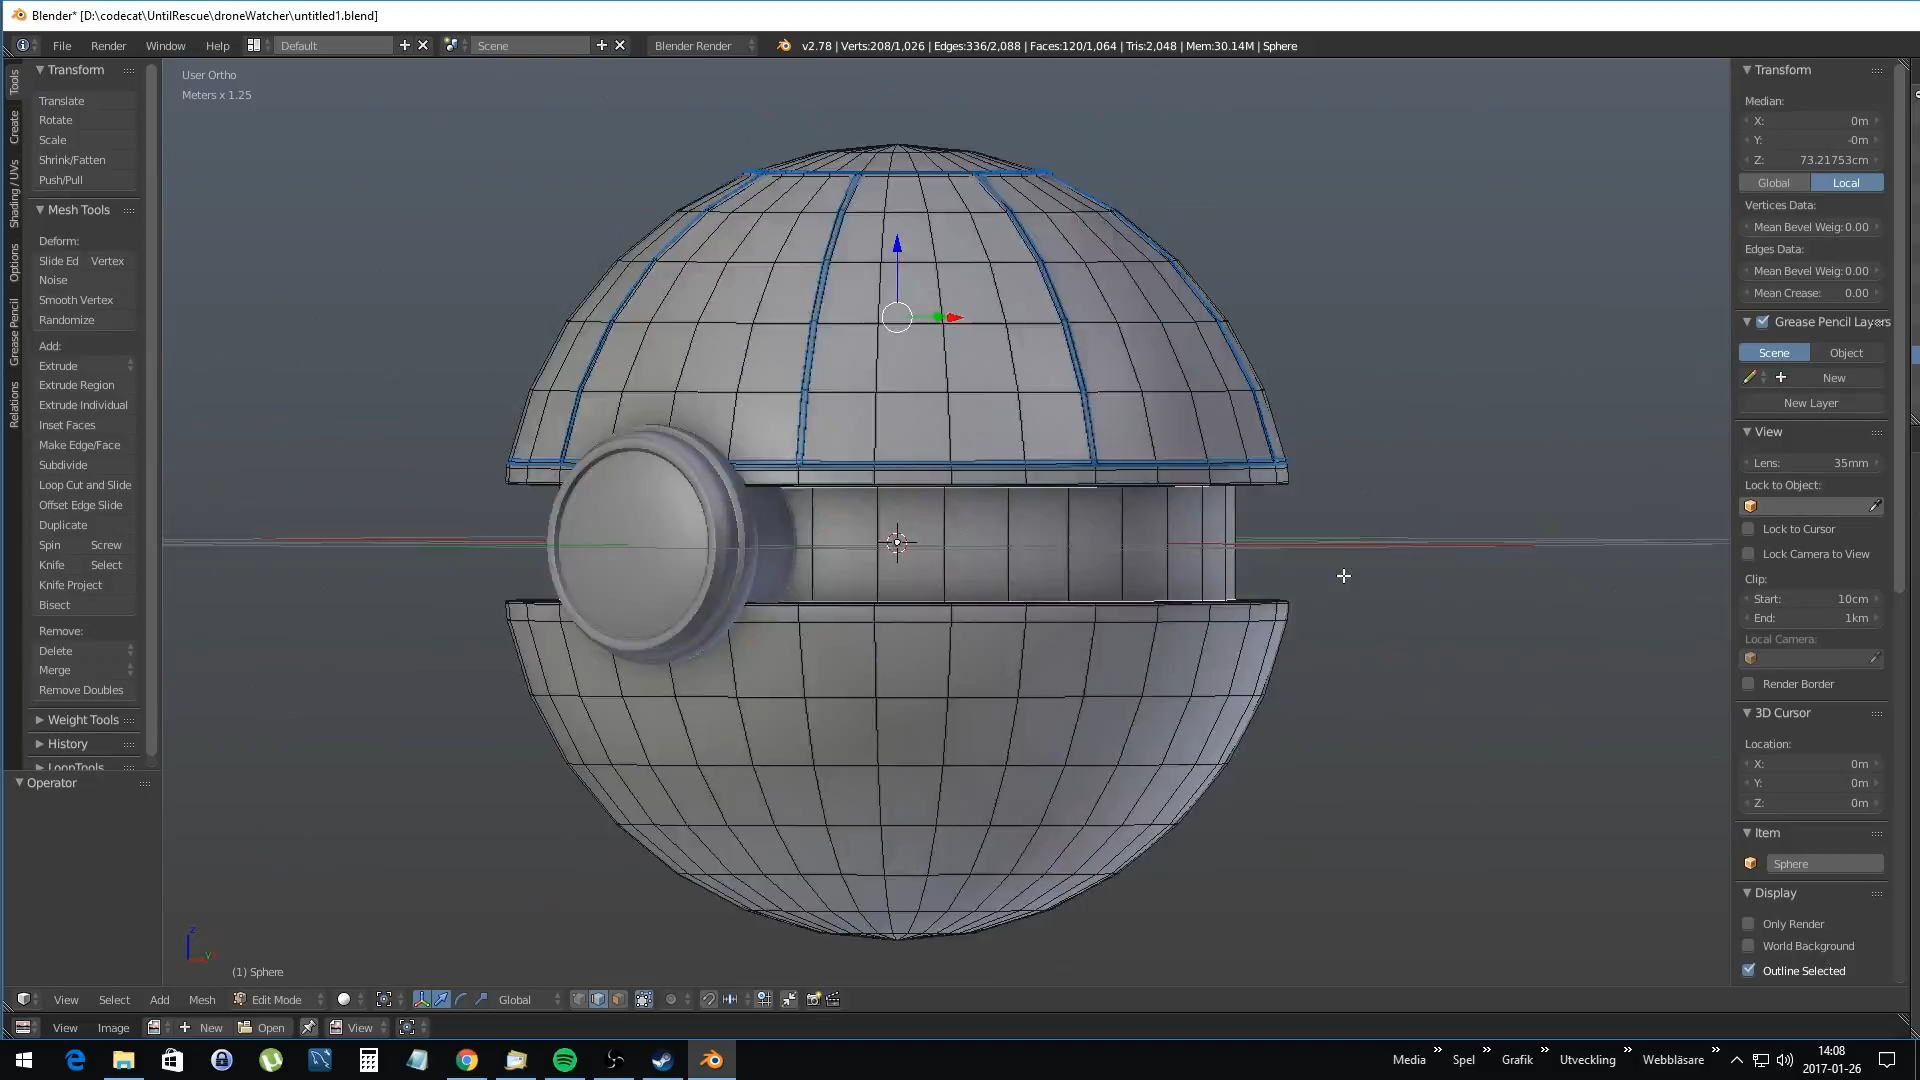 Blender* [D:\codecat\UntilRescue\droneWatcher\untitled1.blend]
File Render Window Help Default Scene Blender Render v2.78 | Verts:208/1,026 | Edges:336/2,088 | Faces:120/1,064 | Tris:2,048 | Mem:30.14M | Sphere
Tools
Create
Shading / UVs
Options
Grease Pencil
Relations
Transform
Translate
Rotate
Scale
Shrink/Fatten
Push/Pull
Mesh Tools
Deform:
Slide Ed Vertex
Noise
Smooth Vertex
Randomize
Add:
Extrude
Extrude Region
Extrude Individual
Inset Faces
Make Edge/Face
Subdivide
Loop Cut and Slide
Offset Edge Slide
Duplicate
Spin Screw
Knife Select
Knife Project
Bisect
Remove:
Delete
Merge
Remove Doubles
Weight Tools
History
LoopTools
Operator
User Ortho
Meters x 1.25
z
y
(1) Sphere
Transform
Median:
X: 0m
Y: -0m
Z: 73.21753cm
Global Local
Vertices Data:
Mean Bevel Weig: 0.00
Edges Data:
Mean Bevel Weig: 0.00
Mean Crease: 0.00
Grease Pencil Layers
Scene Object
New
New Layer
View
Lens: 35mm
Lock to Object:
Lock to Cursor
Lock Camera to View
Clip:
Start: 10cm
End: 1km
Local Camera:
Render Border
3D Cursor
Location:
X: 0m
Y: 0m
Z: 0m
Item
Sphere
Display
Only Render
World Background
Outline Selected
View Select Add Mesh Edit Mode Global
View Image New Open View
Media Spel Grafik Utveckling Webbläsare
14:08
2017-01-26